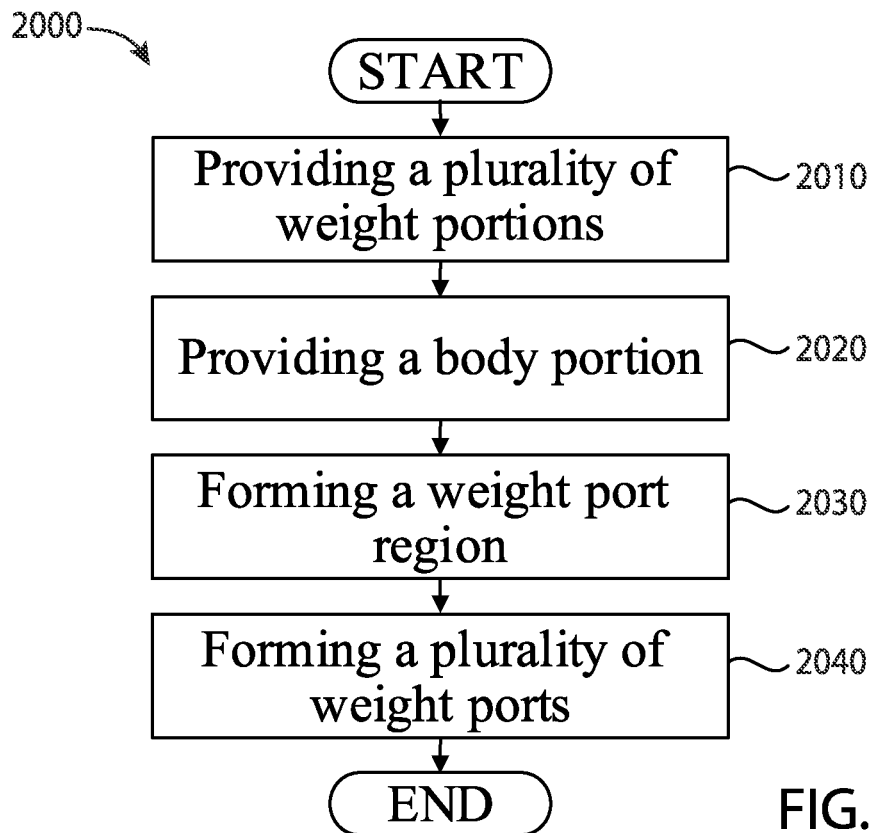 2000
START
Providing a plurality of
weight portions
2010
Providing a body portion
2020
Forming a weight port
region
2030
Forming a plurality of
weight ports
2040
END
FIG.